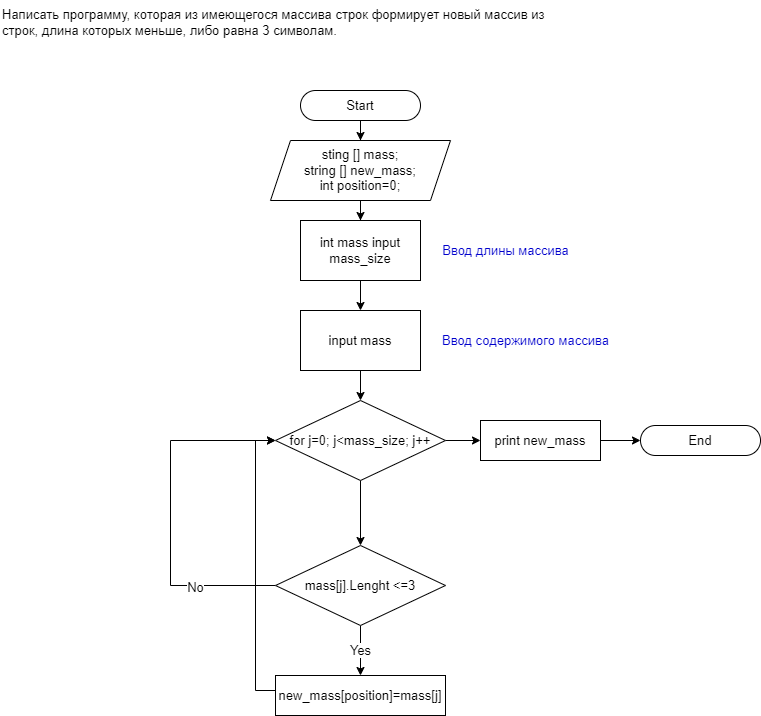 Написать программу, которая из имеющегося массива строк формирует новый массив из
строк, длина которых меньше, либо равна 3 символам.
Start
sting [] mass;
string [] new_mass;
int position=0;
int mass input
mass_size
Ввод длины массива
input mass
Ввод содержимого массива
for j=0; j<mass_size; j++
print new_mass
End
mass[j].Lenght <=3
No
Yes
new_mass[position]=mass[j]